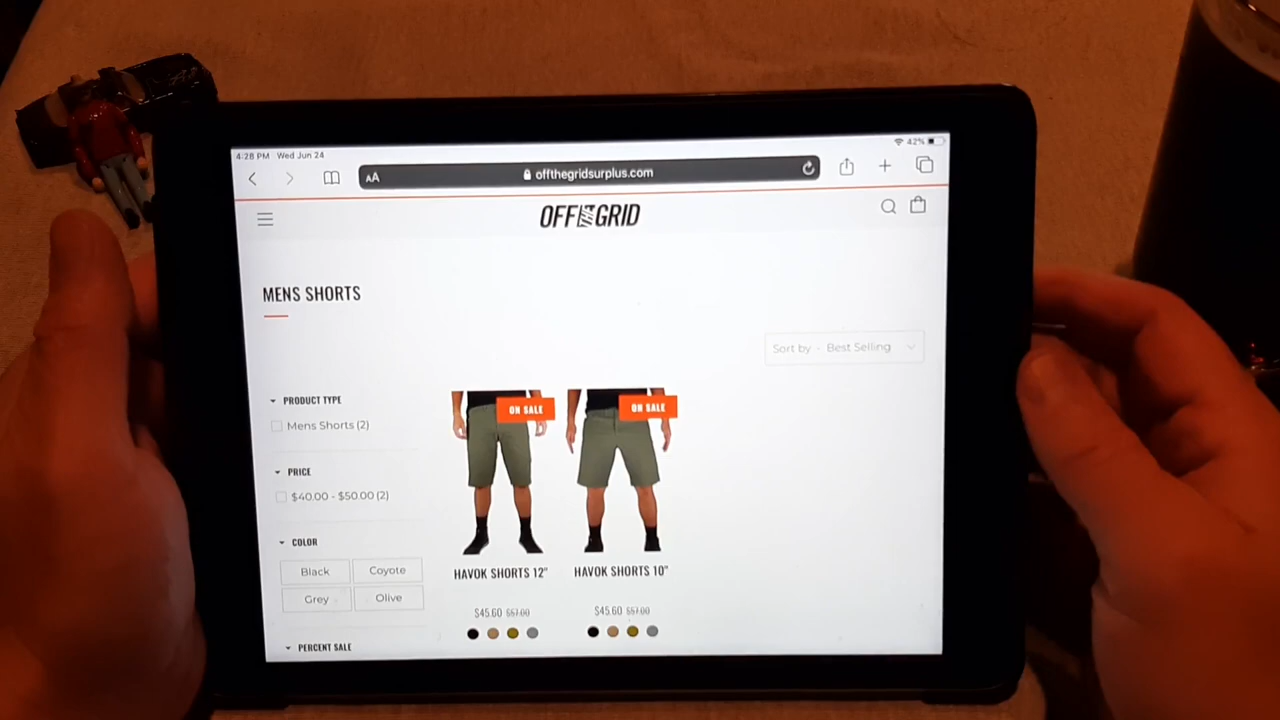 4:28 PM Wed Jun 24
42%
AA
offthegridsurplus.com
OFF GRID
MENS SHORTS
Sort by · Best Selling
PRODUCT TYPE
Mens Shorts (2)
PRICE
$40.00 - $50.00 (2)
COLOR
Black
Coyote
Grey
Olive
PERCENT SALE
ON SALE
ON SALE
HAVOK SHORTS 12"
HAVOK SHORTS 10"
$45.60 $57.00
$45.60 $57.00